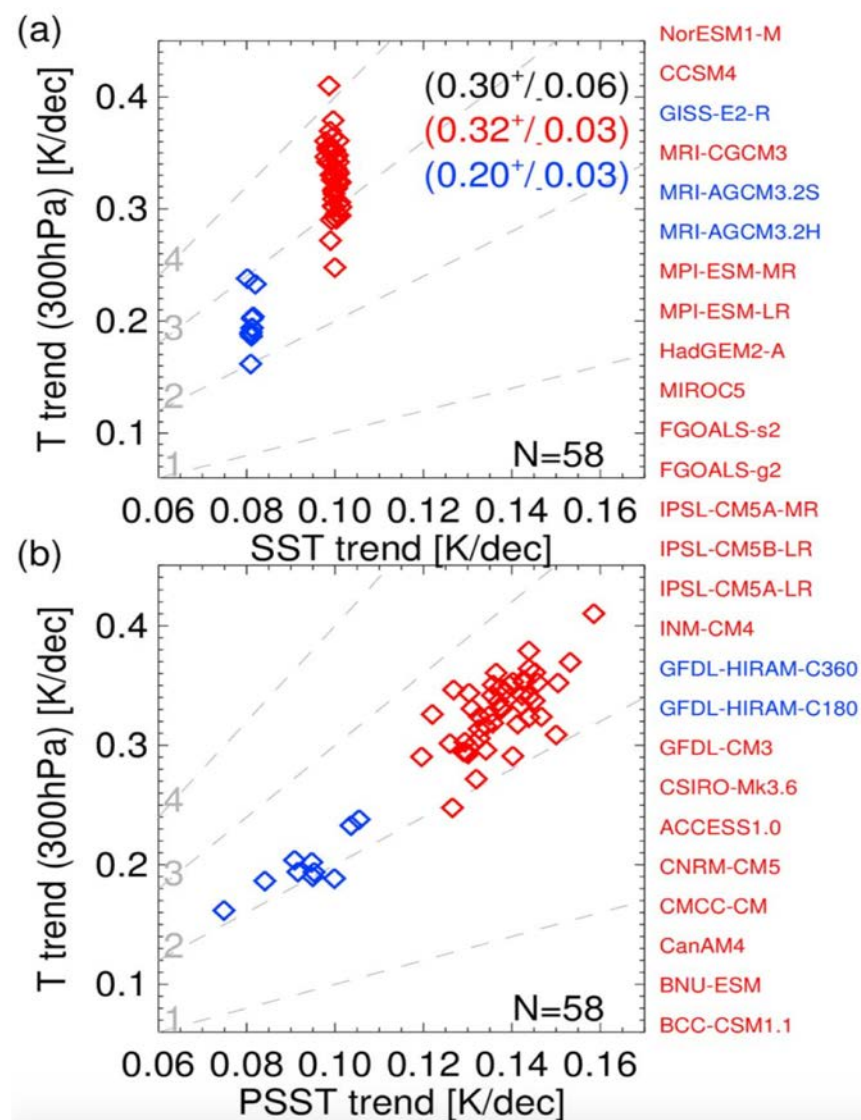 (a)
T trend (300hPa) [K/dec]
0.4
0.3
0.2
0.1
4
3
2
1
(0.30+/-0.06)
(0.32+/-0.03)
(0.20+/-0.03)
N=58
0.06 0.08 0.10 0.12 0.14 0.16
SST trend [K/dec]
(b)
T trend (300hPa) [K/dec]
0.4
0.3
0.2
0.1
4
3
2
1
N=58
0.06 0.08 0.10 0.12 0.14 0.16
PSST trend [K/dec]
NorESM1-M
CCSM4
GISS-E2-R
MRI-CGCM3
MRI-AGCM3.2S
MRI-AGCM3.2H
MPI-ESM-MR
MPI-ESM-LR
HadGEM2-A
MIROC5
FGOALS-s2
FGOALS-g2
IPSL-CM5A-MR
IPSL-CM5B-LR
IPSL-CM5A-LR
INM-CM4
GFDL-HIRAM-C360
GFDL-HIRAM-C180
GFDL-CM3
CSIRO-Mk3.6
ACCESS1.0
CNRM-CM5
CMCC-CM
CanAM4
BNU-ESM
BCC-CSM1.1